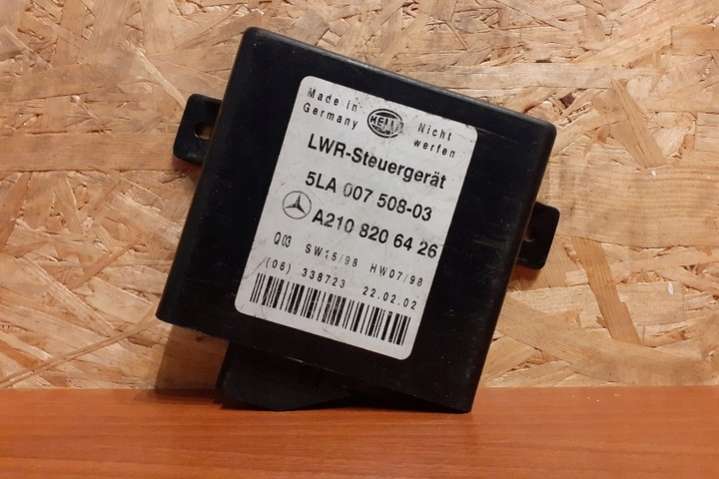 Made in Germany
HELLA
Nicht werfen
LWR-Steuergerät
5LA 007 508-03
A210 820 64 26
Q03 SW15/98 HW07/98
(06) 338723 22.02.02